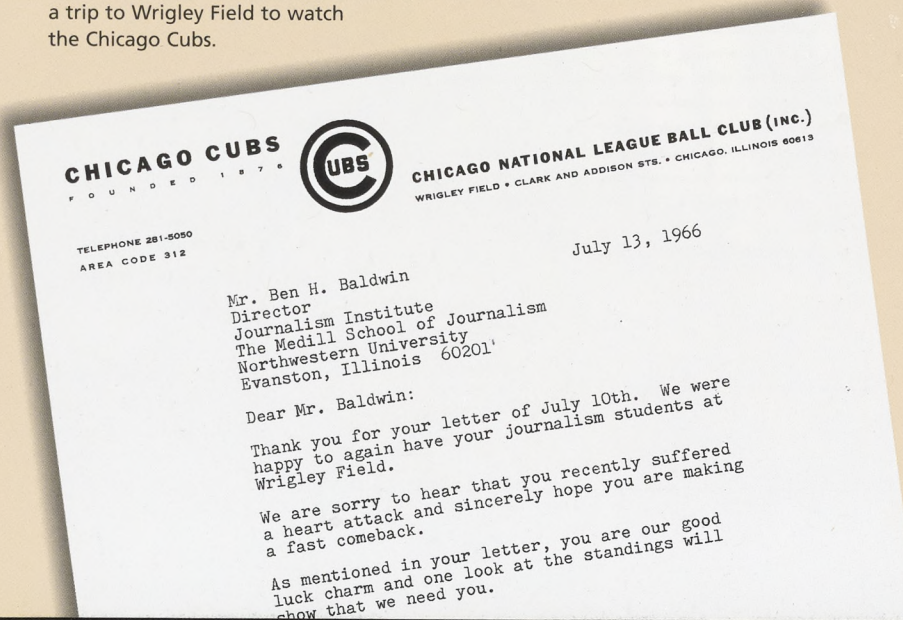 a trip to Wrigley Field to watch
the Chicago Cubs.
CHICAGO CUBS
FOUNDED 1876
CUBS
CHICAGO NATIONAL LEAGUE BALL CLUB (INC.)
WRIGLEY FIELD • CLARK AND ADDISON STS. • CHICAGO, ILLINOIS 60613
TELEPHONE 281-5050
AREA CODE 312
July 13, 1966
Mr. Ben H. Baldwin
Director
Journalism Institute
The Medill School of Journalism
Northwestern University
Evanston, Illinois 60201
Dear Mr. Baldwin:
Thank you for your letter of July 10th. We were
happy to again have your journalism students at
Wrigley Field.
We are sorry to hear that you recently suffered
a heart attack and sincerely hope you are making
a fast comeback.
As mentioned in your letter, you are our good
luck charm and one look at the standings will
show that we need you.